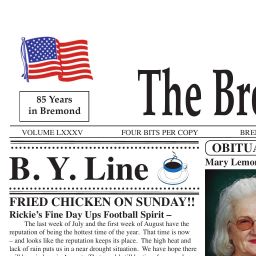 The Bre
85 Years
in Bremond
VOLUME LXXXV FOUR BITS PER COPY BRE
B. Y. Line
OBITU
Mary Lemo
FRIED CHICKEN ON SUNDAY!!
Rickie's Fine Day Ups Football Spirit –
The last week of July and the first week of August have the
reputation of being the hottest time of the year. That time is now
– and looks like the reputation keeps its place. The high heat and
lack of rain puts us in a near drought situation. We have hope there